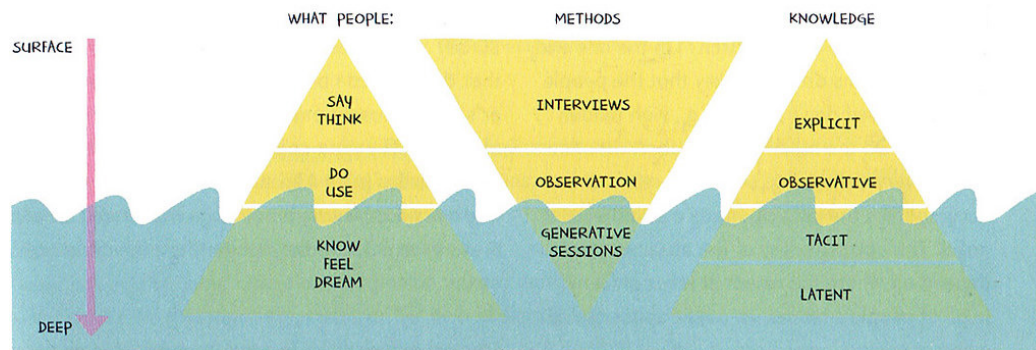 WHAT PEOPLE:
METHODS
KNOWLEDGE
SURFACE
SAY
THINK
INTERVIEWS
EXPLICIT
DO
USE
OBSERVATION
OBSERVATIVE
KNOW
FEEL
DREAM
GENERATIVE
SESSIONS
TACIT
LATENT
DEEP